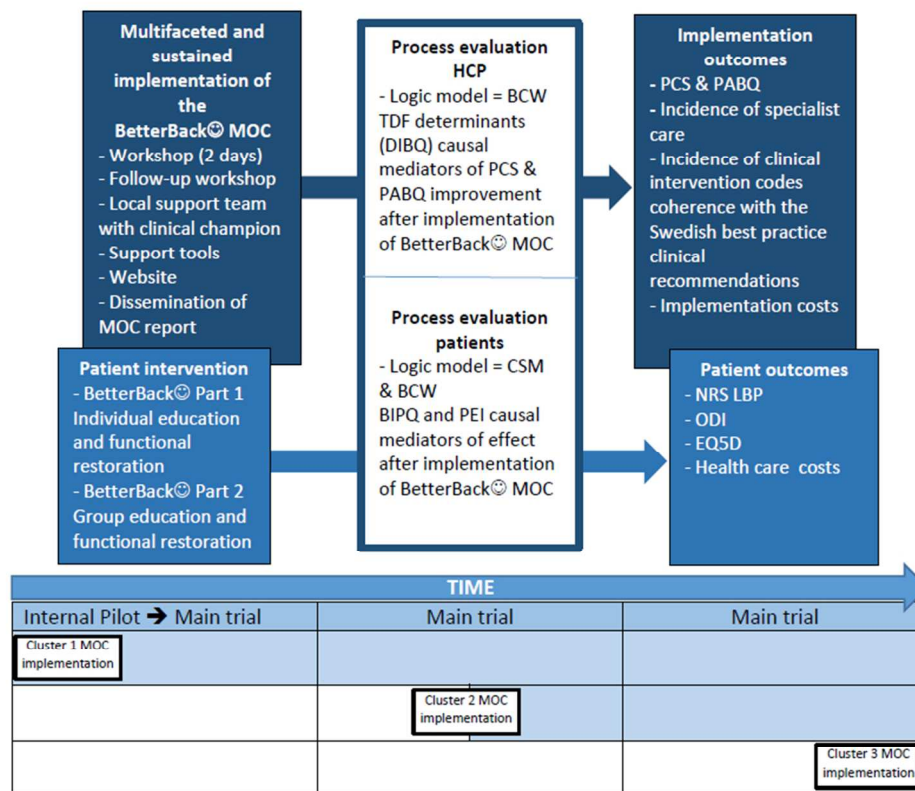 Multifaceted and
sustained
implementation of
the
BetterBack☺ MOC
- Workshop (2 days)
- Follow-up workshop
- Local support team
with clinical champion
- Support tools
- Website
- Dissemination of
MOC report
Patient intervention
- BetterBack☺ Part 1
Individual education
and functional
restoration
- BetterBack☺ Part 2
Group education and
functional restoration
Process evaluation
HCP
- Logic model = BCW
TDF determinants
(DIBQ) causal
mediators of PCS &
PABQ improvement
after implementation
of BetterBack☺ MOC
Process evaluation
patients
- Logic model = CSM
& BCW
BIPQ and PEI causal
mediators of effect
after implementation
of BetterBack☺ MOC
Implementation
outcomes
- PCS & PABQ
- Incidence of specialist
care
- Incidence of clinical
intervention codes
coherence with the
Swedish best practice
clinical
recommendations
- Implementation costs
Patient outcomes
- NRS LBP
- ODI
- EQ5D
- Health care costs
TIME
Internal Pilot ➔ Main trial
Main trial
Main trial
Cluster 1 MOC
implementation
Cluster 2 MOC
implementation
Cluster 3 MOC
implementation